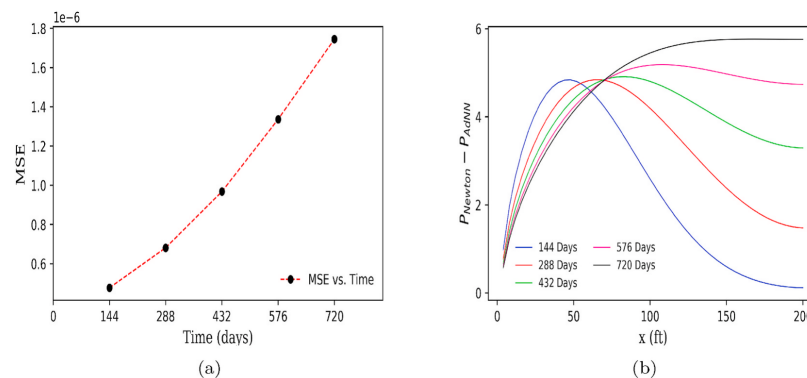 1e−6
1.8
1.6
1.4
1.2
1.0
0.8
0.6
MSE
0 144 288 432 576 720
Time (days)
MSE vs. Time
(a)
6
4
2
0
P_Newton − P_AdNN
144 Days
288 Days
432 Days
576 Days
720 Days
0 50 100 150 200
x (ft)
(b)